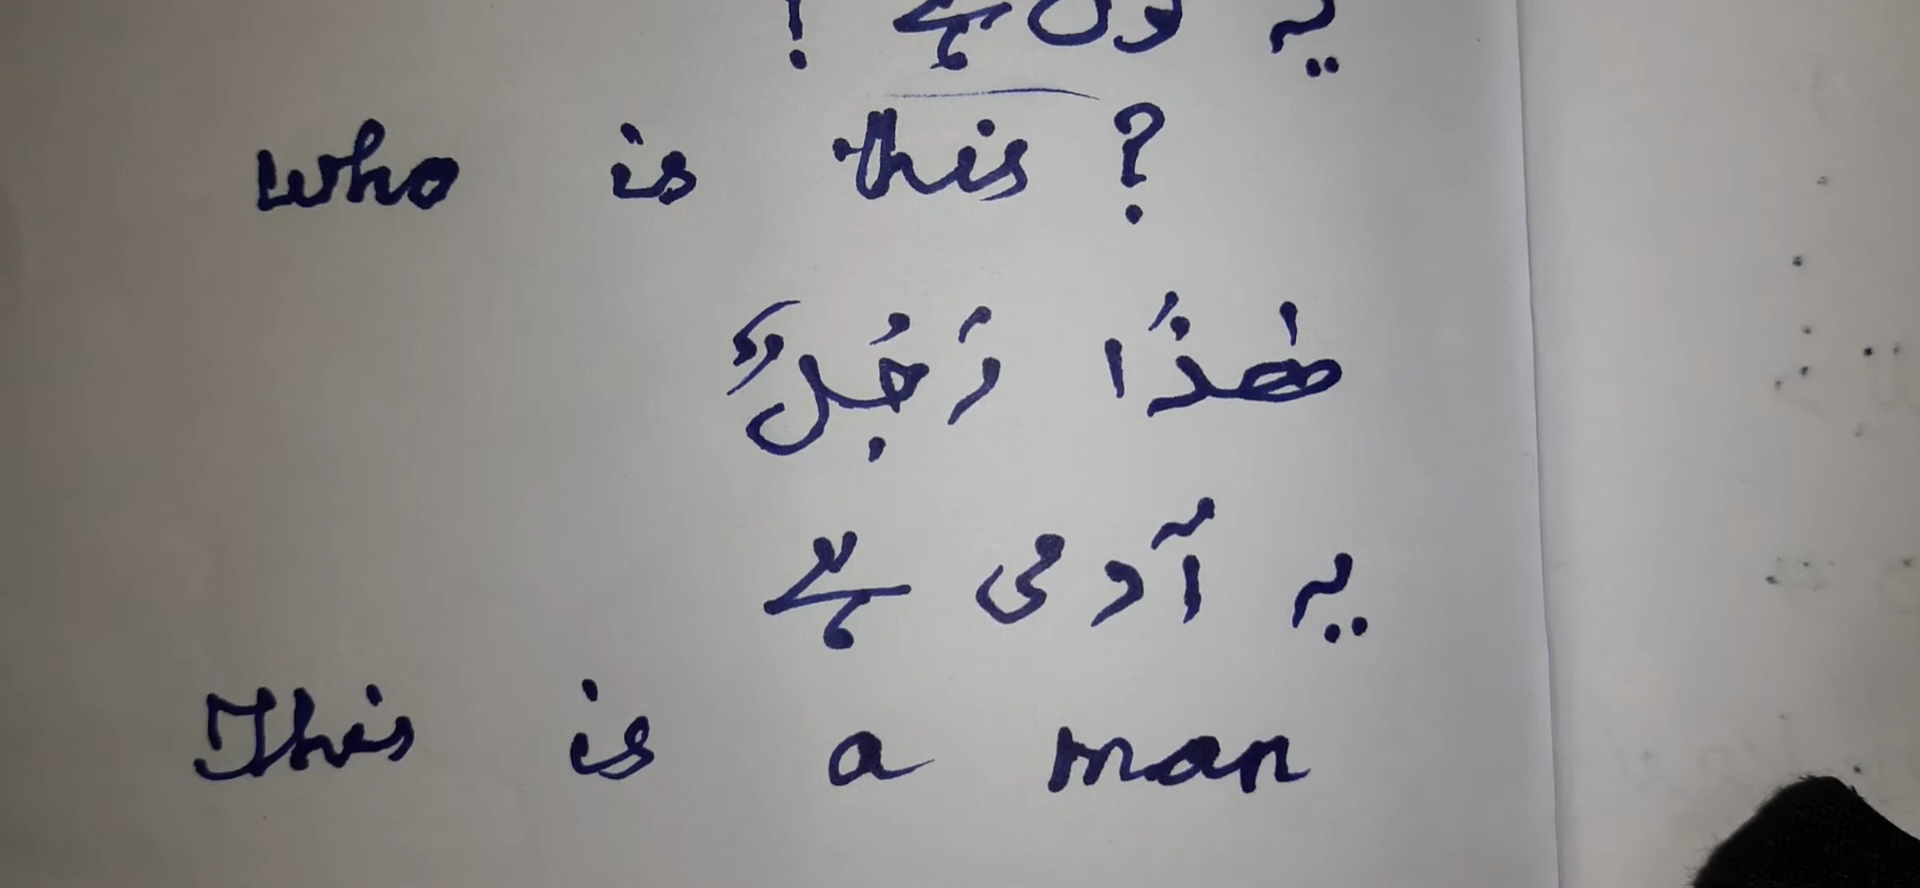 یہ کون ہے ?
Who is this ?
هٰذَا رَجُلٌ
یہ آدمی ہے
This is a man